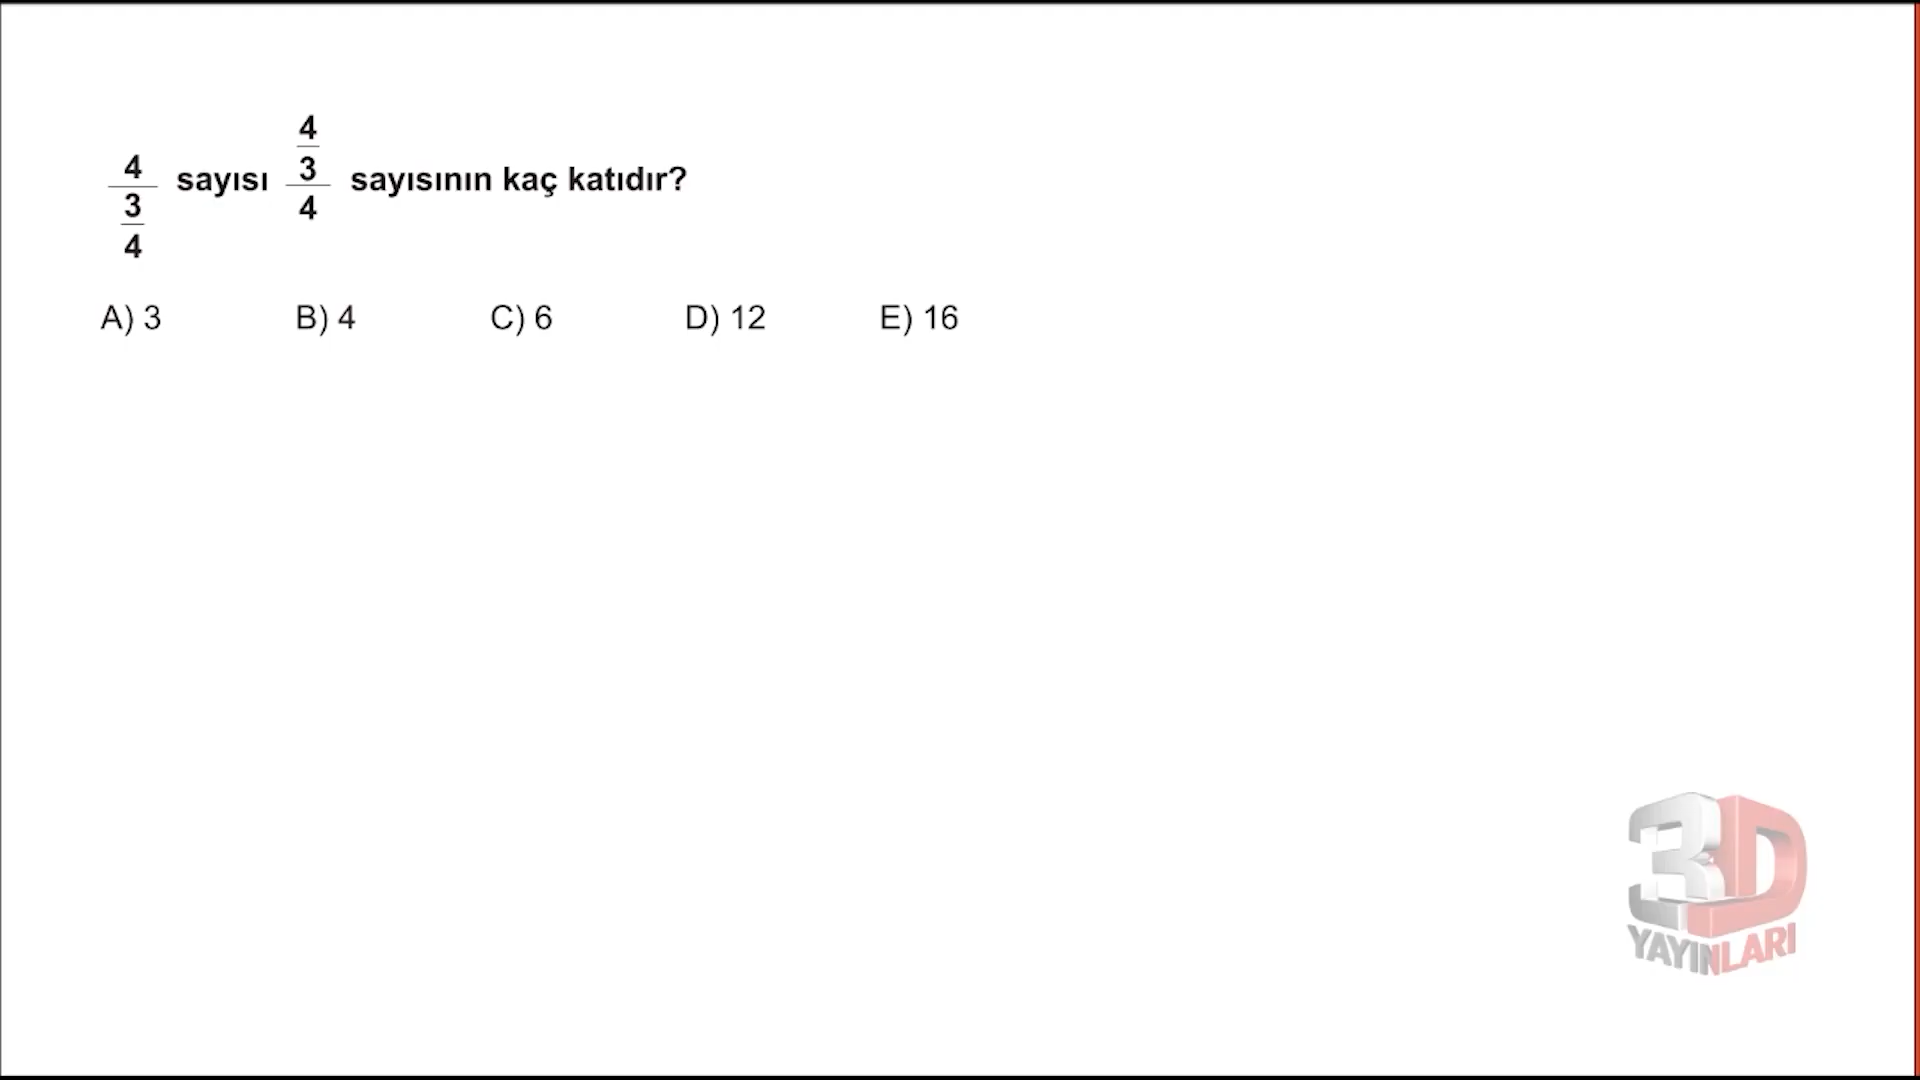 4/(3/4) sayısı (4/3)/4 sayısının kaç katıdır?
A) 3 B) 4 C) 6 D) 12 E) 16
3D
YAYINLARI